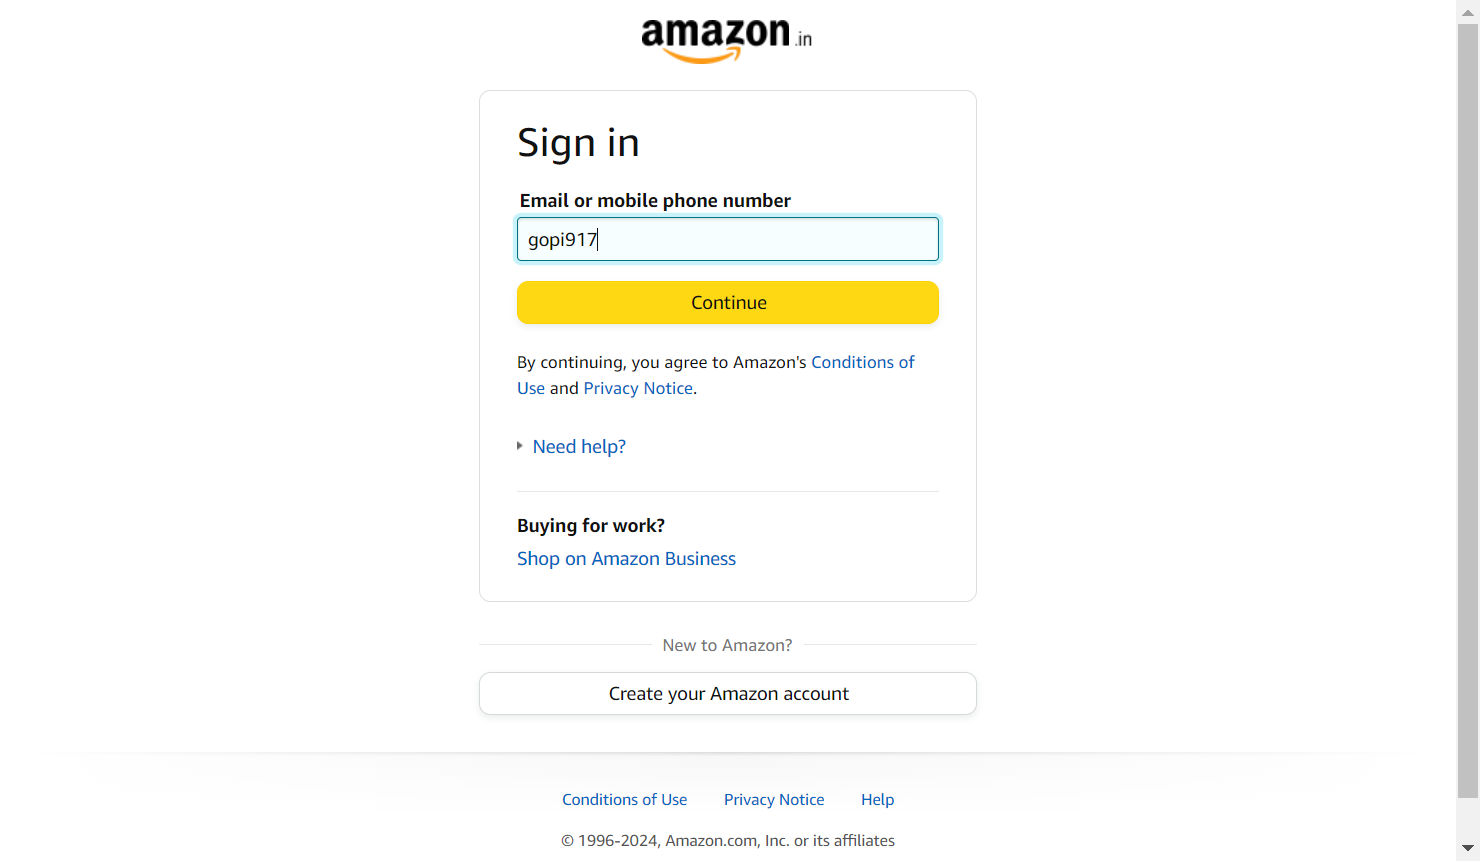 amazon.in
Sign in
Email or mobile phone number
gopi917
Continue
By continuing, you agree to Amazon's Conditions of
Use and Privacy Notice.
Need help?
Buying for work?
Shop on Amazon Business
New to Amazon?
Create your Amazon account
Conditions of Use Privacy Notice Help
© 1996-2024, Amazon.com, Inc. or its affiliates